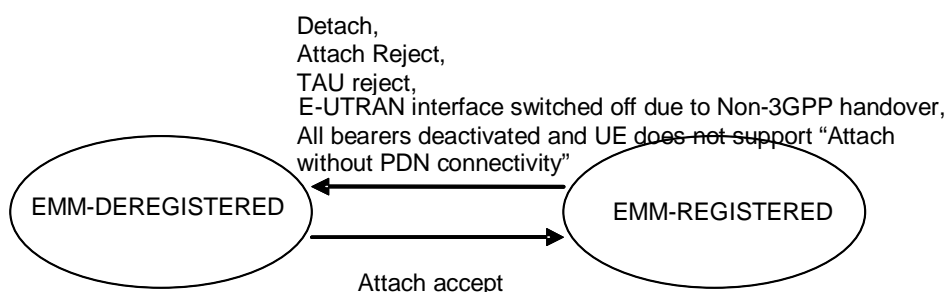 Detach,
Attach Reject,
TAU reject,
E-UTRAN interface switched off due to Non-3GPP handover,
All bearers deactivated and UE does not support “Attach
without PDN connectivity”
EMM-DEREGISTERED
EMM-REGISTERED
Attach accept